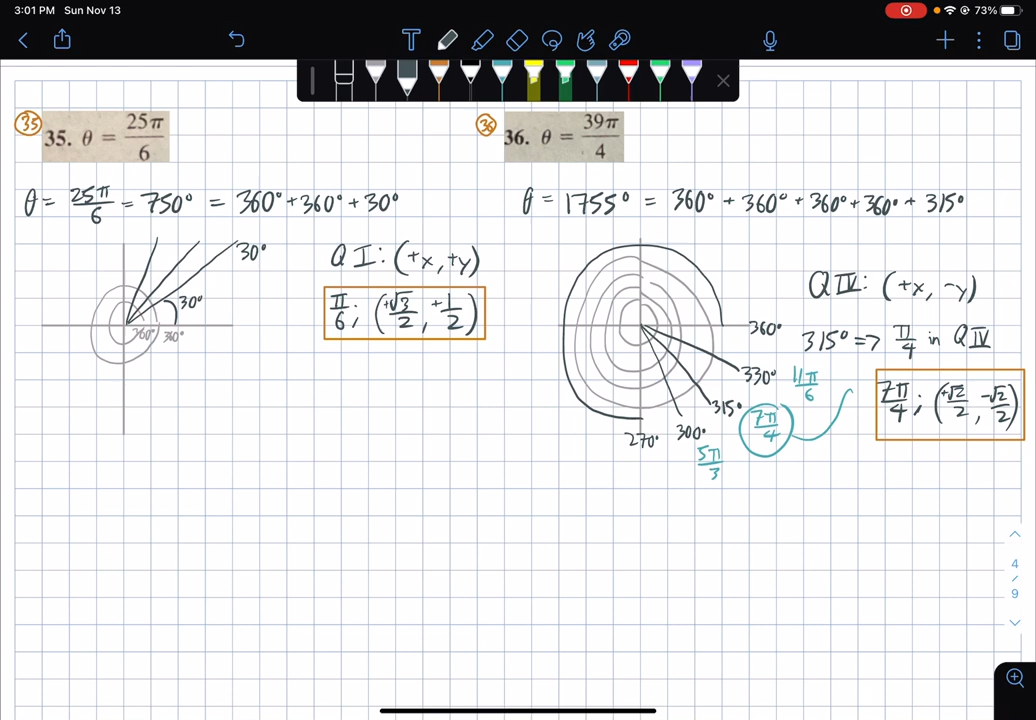 3:01 PM Sun Nov 13
73%
T
35
35. θ = 25π/6
θ = 25π/6 = 750° = 360° + 360° + 30°
30°
30°
360° 360°
Q I: (+x, +y)
π/6; (+√3/2, +1/2)
36
36. θ = 39π/4
θ = 1755° = 360° + 360° + 360° + 360° + 315°
360°
330°
11π/6
315°
7π/4
300°
5π/3
270°
Q IV: (+x, -y)
315° => π/4 in Q IV
7π/4; (+√2/2, -√2/2)
4
/
9